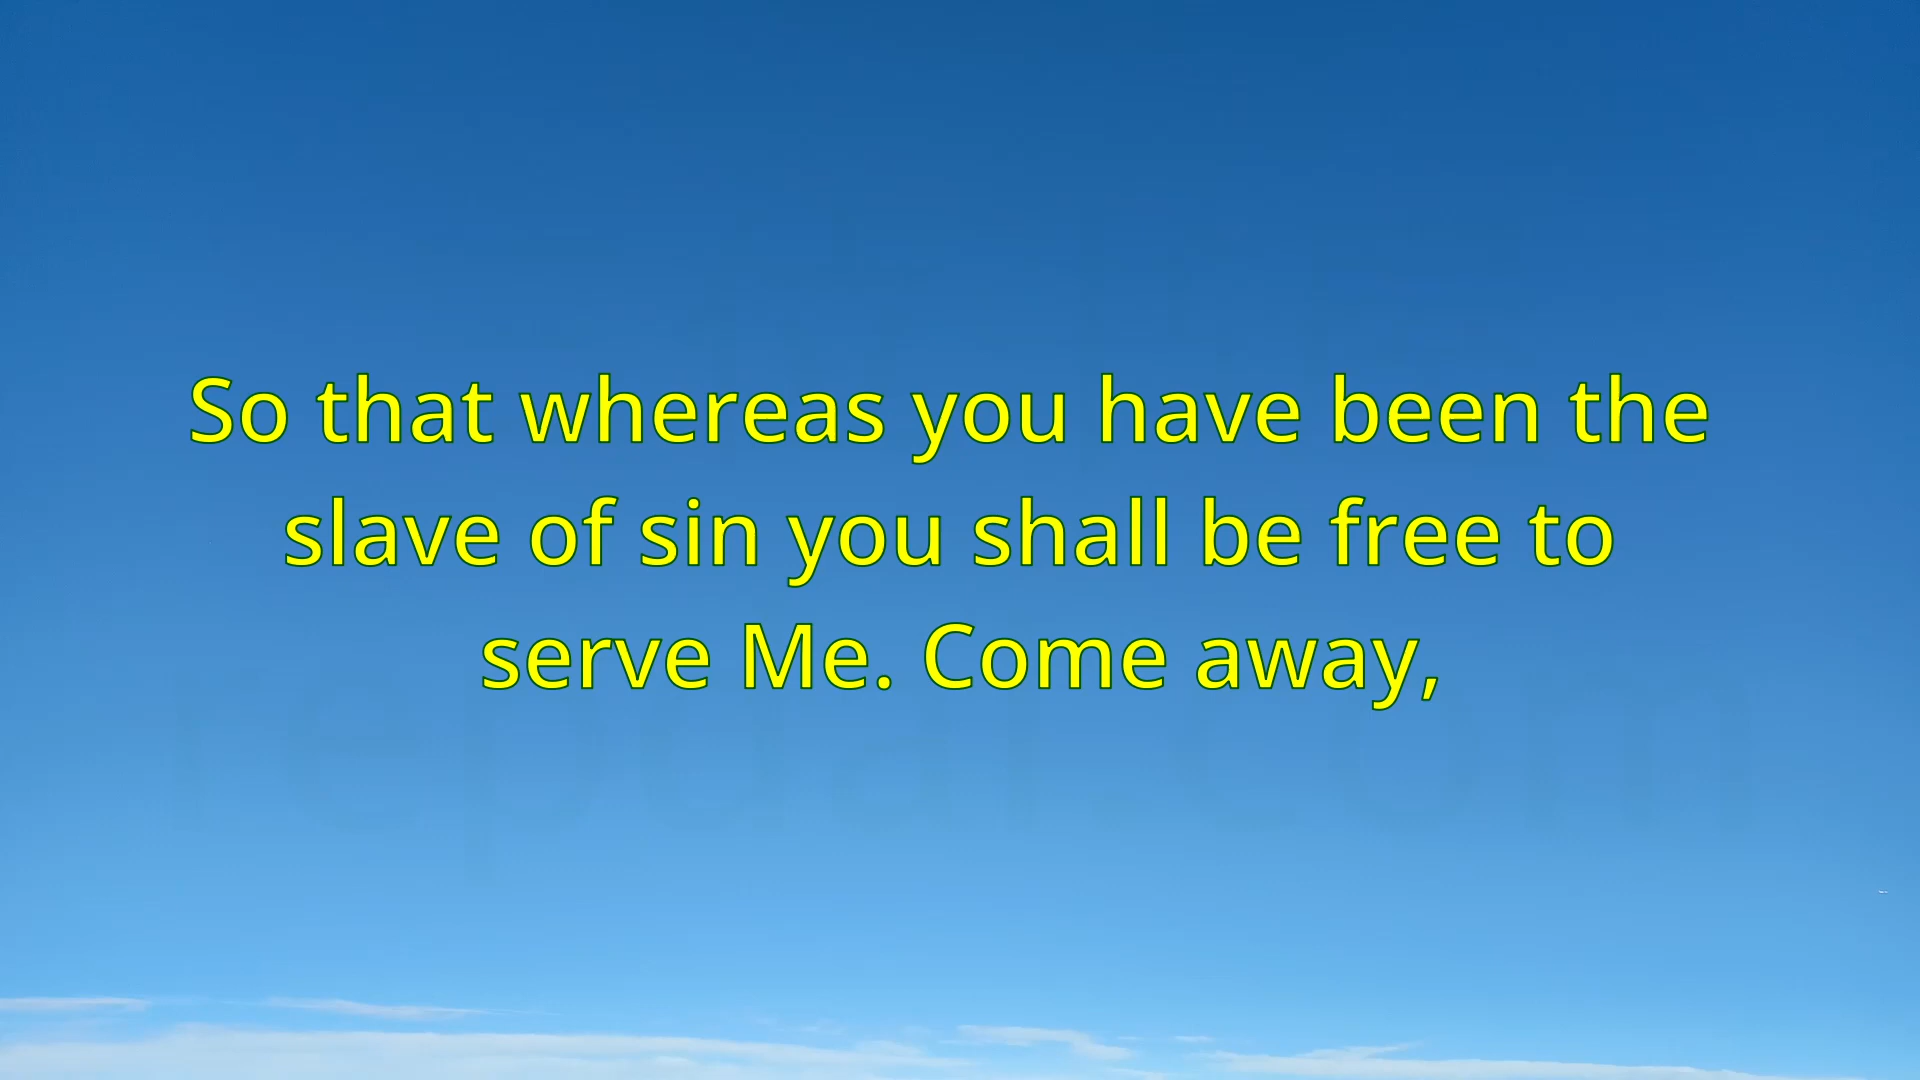 So that whereas you have been the
slave of sin you shall be free to
serve Me. Come away,